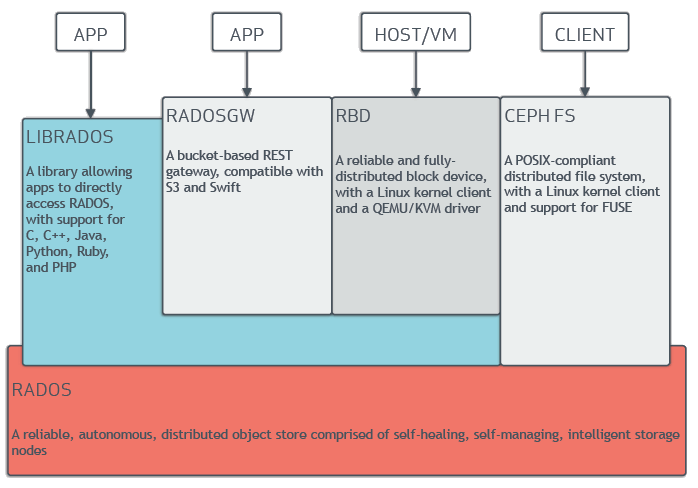 APP
APP
HOST/VM
CLIENT
LIBRADOS
A library allowing
apps to directly
access RADOS,
with support for
C, C++, Java,
Python, Ruby,
and PHP
RADOSGW
A bucket-based REST
gateway, compatible with
S3 and Swift
RBD
A reliable and fully-
distributed block device,
with a Linux kernel client
and a QEMU/KVM driver
CEPH FS
A POSIX-compliant
distributed file system,
with a Linux kernel client
and support for FUSE
RADOS
A reliable, autonomous, distributed object store comprised of self-healing, self-managing, intelligent storage
nodes